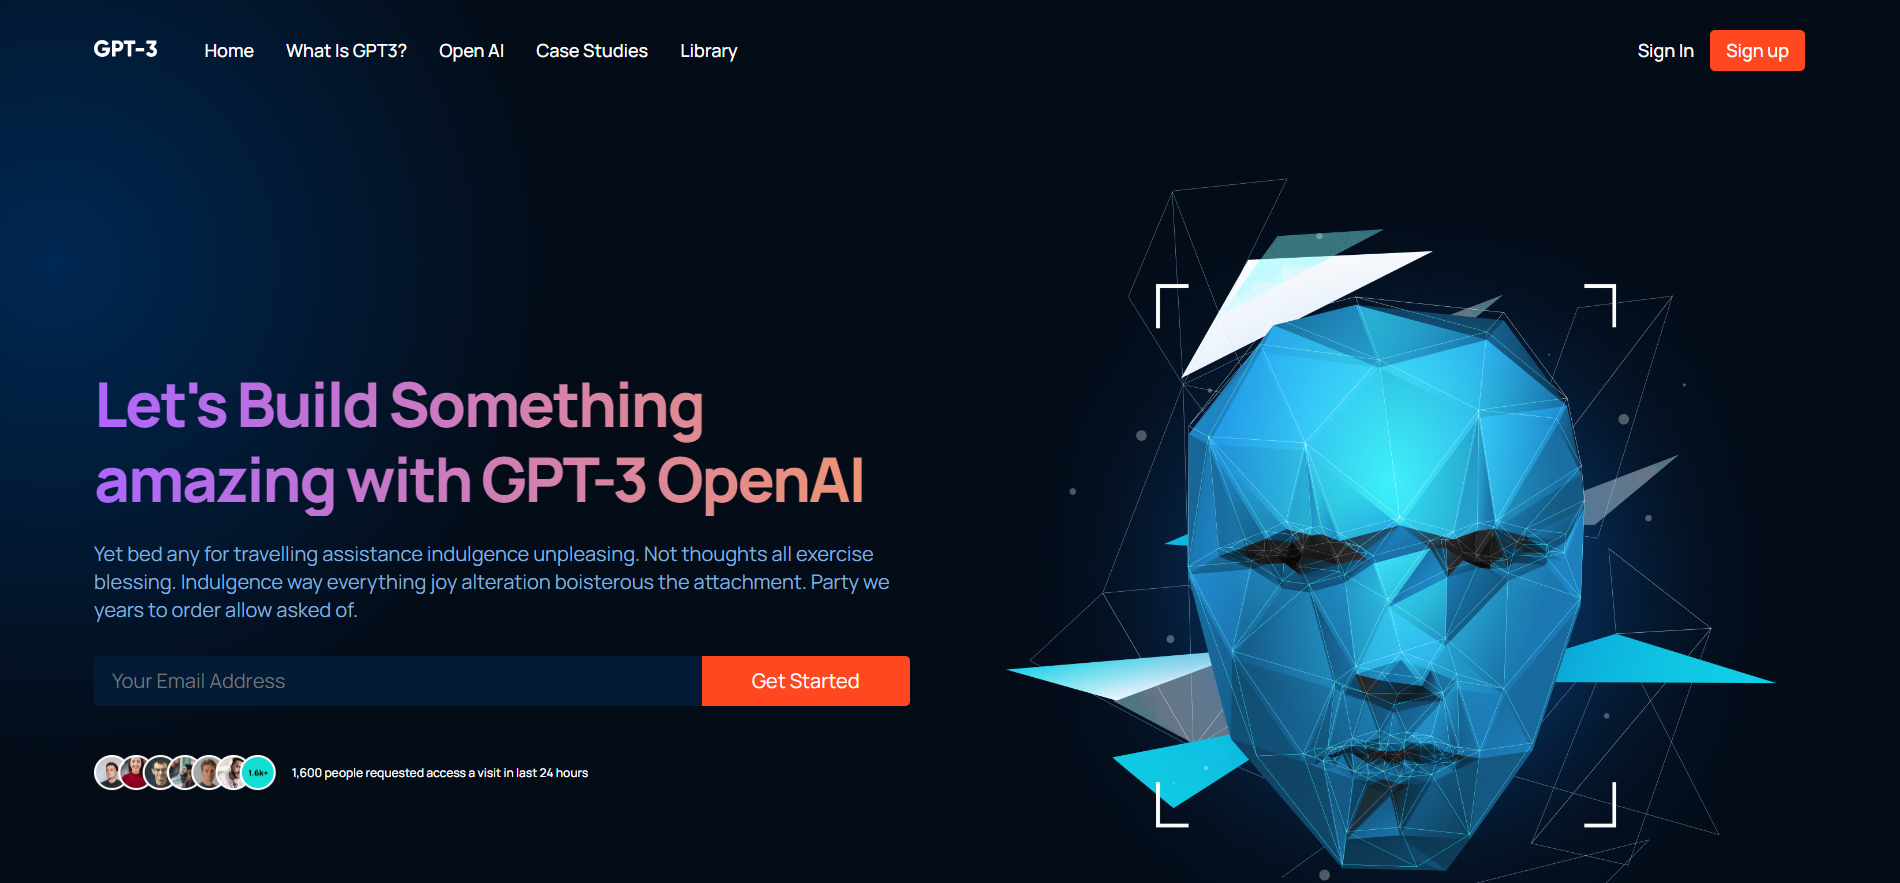 GPT-3
Home
What Is GPT3?
Open AI
Case Studies
Library
Sign In
Sign up
Let's Build Something
amazing with GPT-3 OpenAI
Yet bed any for travelling assistance indulgence unpleasing. Not thoughts all exercise
blessing. Indulgence way everything joy alteration boisterous the attachment. Party we
years to order allow asked of.
Your Email Address
Get Started
1.6k+
1,600 people requested access a visit in last 24 hours